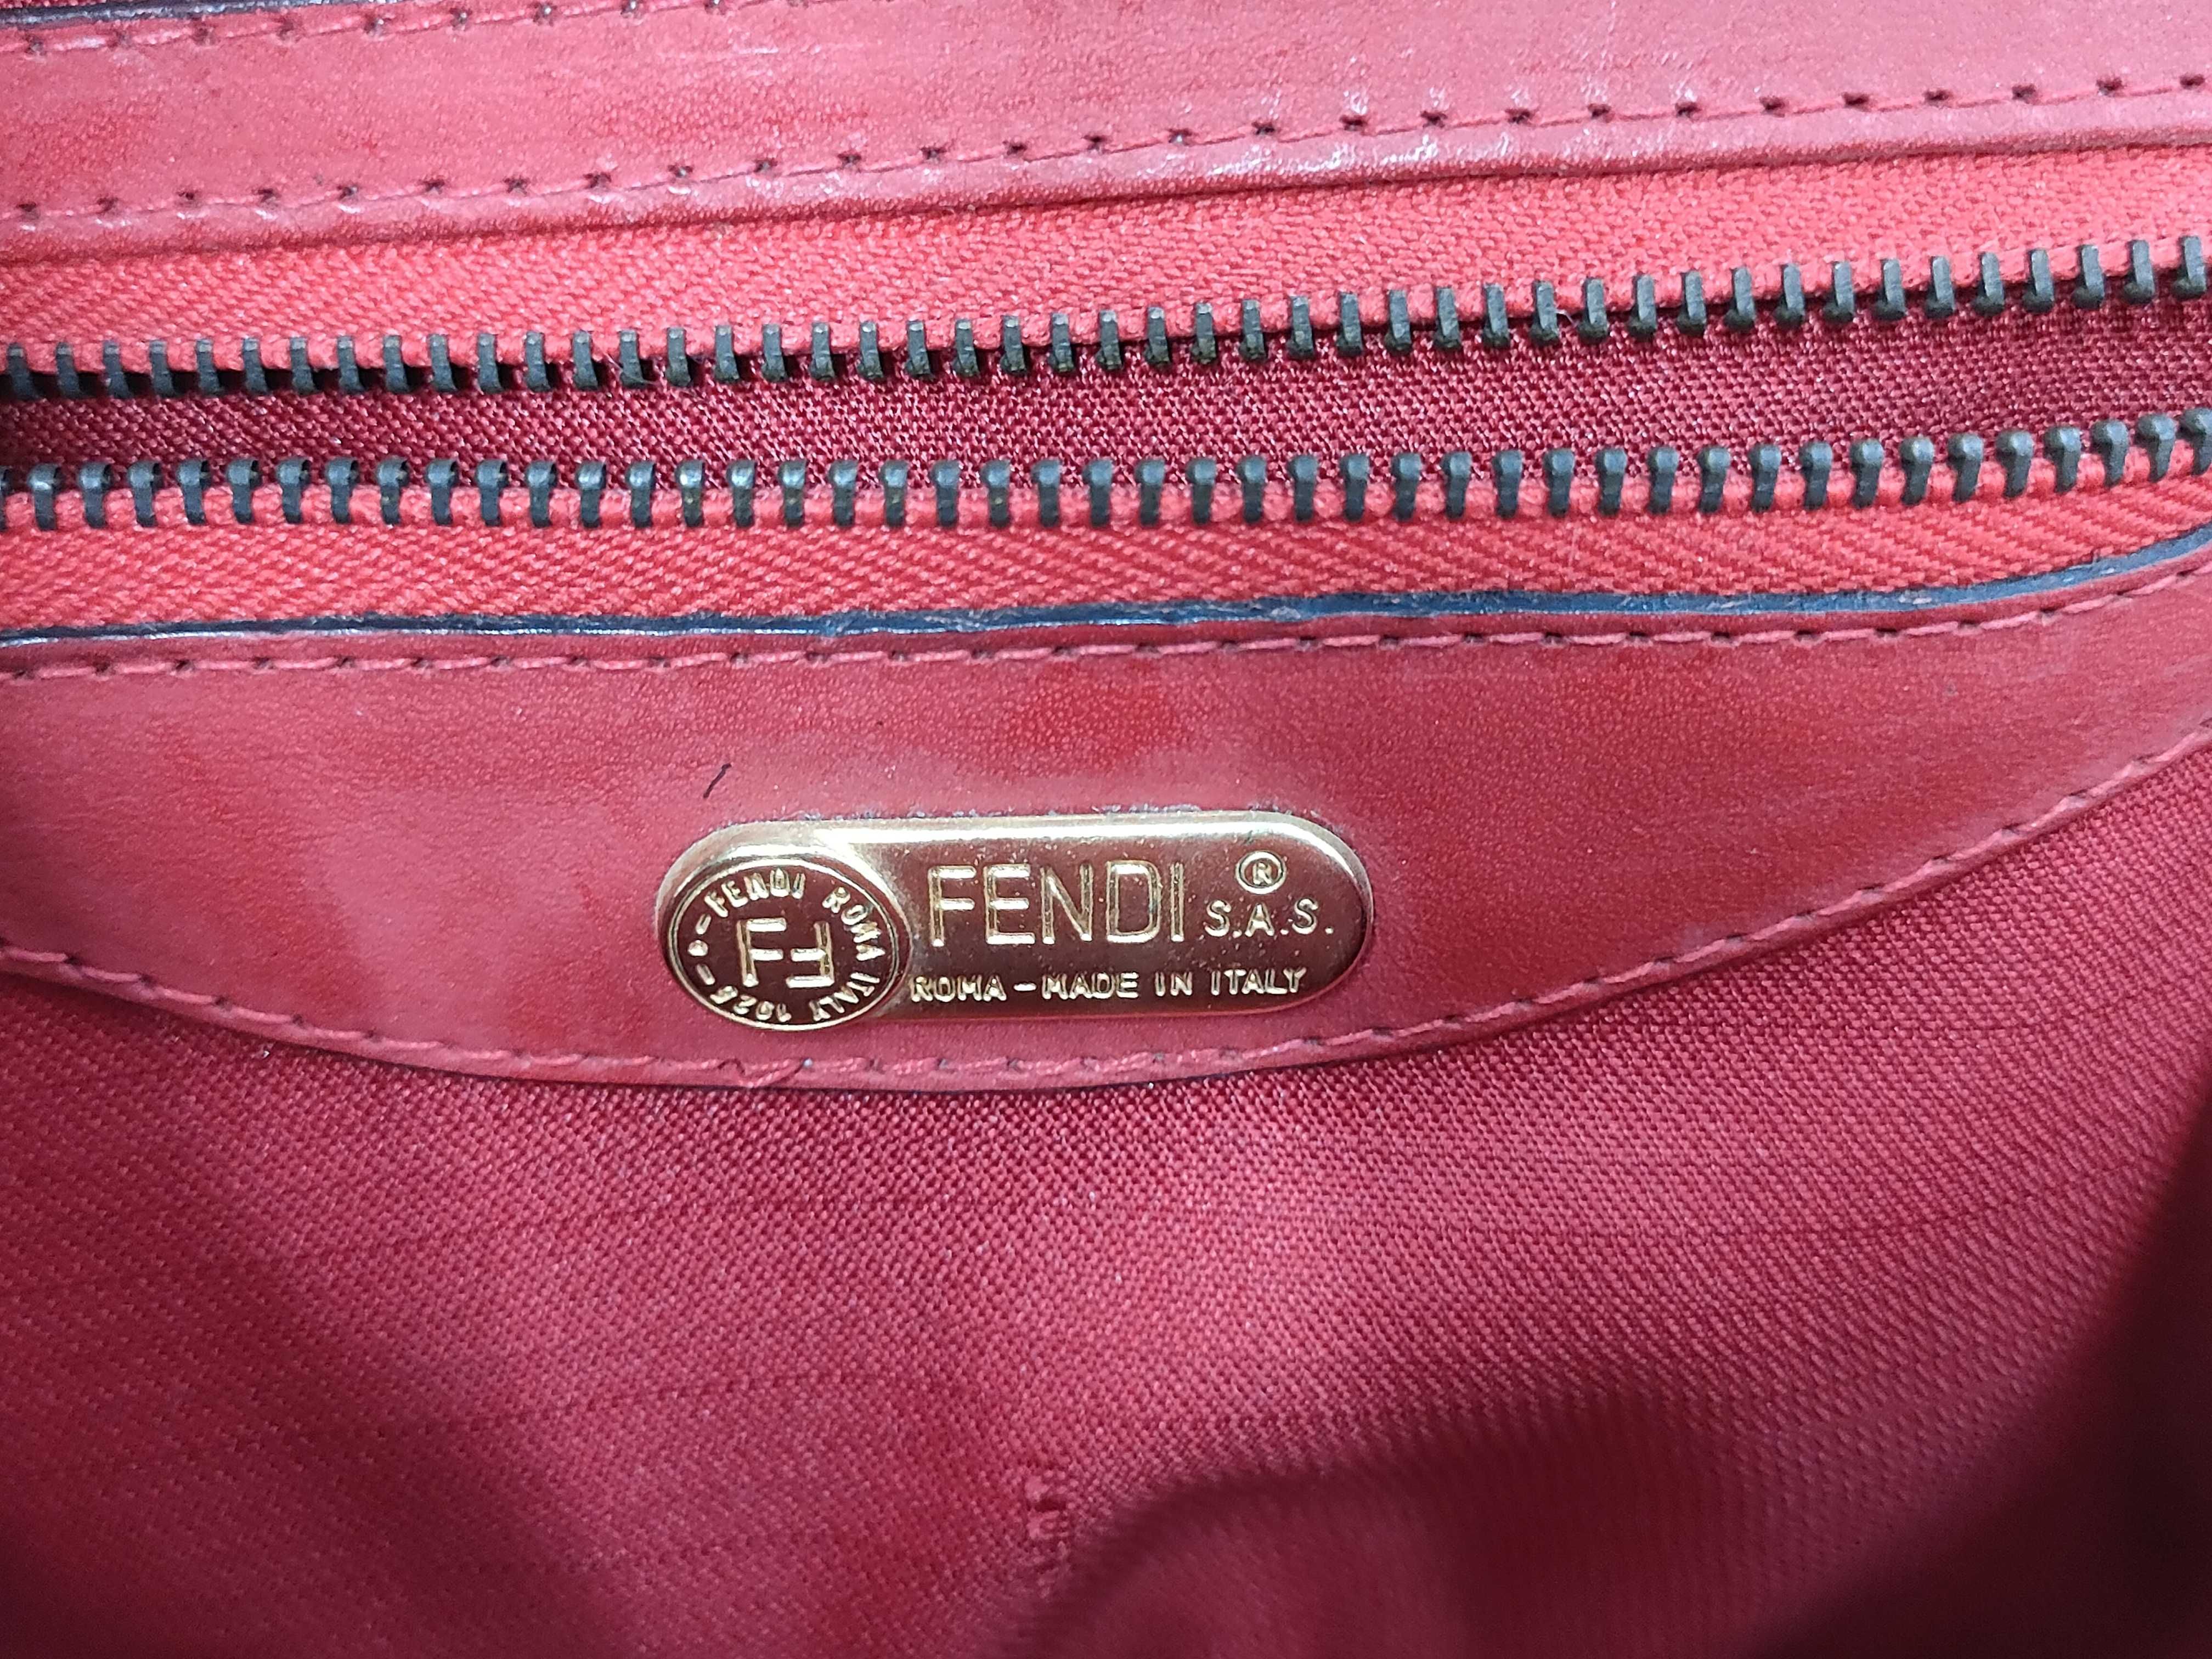 FENDI ®
S.A.S.
ROMA - MADE IN ITALY
FENDI ROMA ITALY 1925
FF